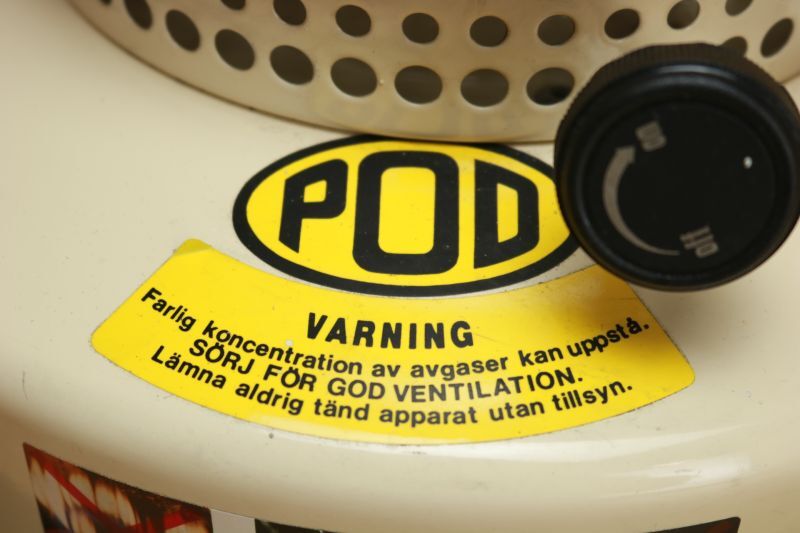 POD
VARNING
Farlig koncentration av avgaser kan uppstå.
SÖRJ FÖR GOD VENTILATION.
Lämna aldrig tänd apparat utan tillsyn.